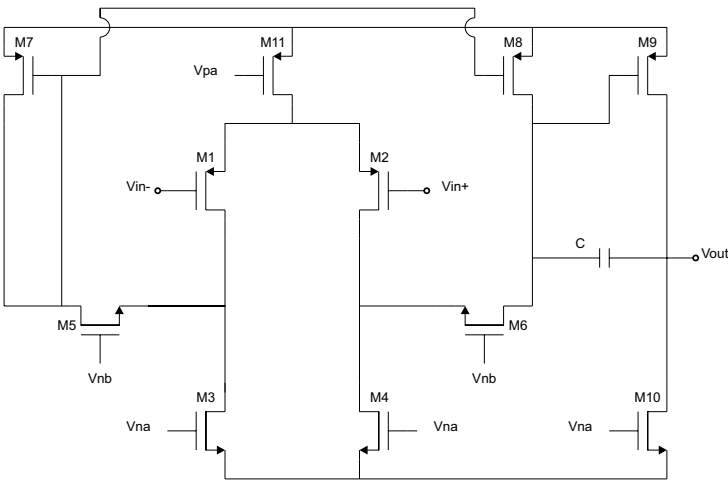 M7
M11
M8
M9
Vpa
M1
M2
Vin-
Vin+
C
Vout
M5
M6
Vnb
Vnb
M3
M4
M10
Vna
Vna
Vna